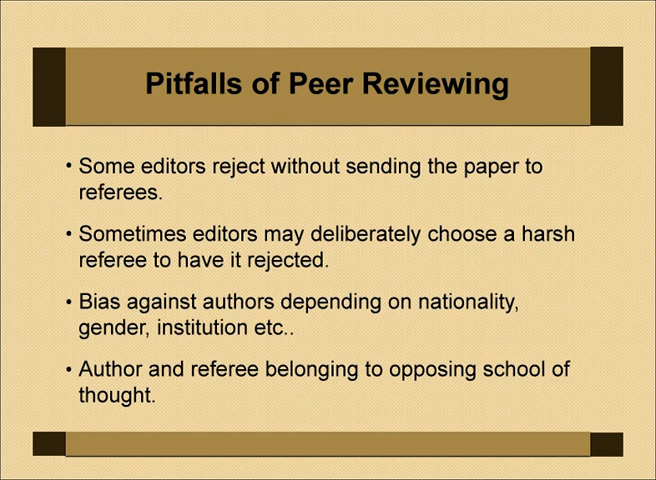 Pitfalls of Peer Reviewing
• Some editors reject without sending the paper to
referees.
• Sometimes editors may deliberately choose a harsh
referee to have it rejected.
• Bias against authors depending on nationality,
gender, institution etc..
• Author and referee belonging to opposing school of
thought.